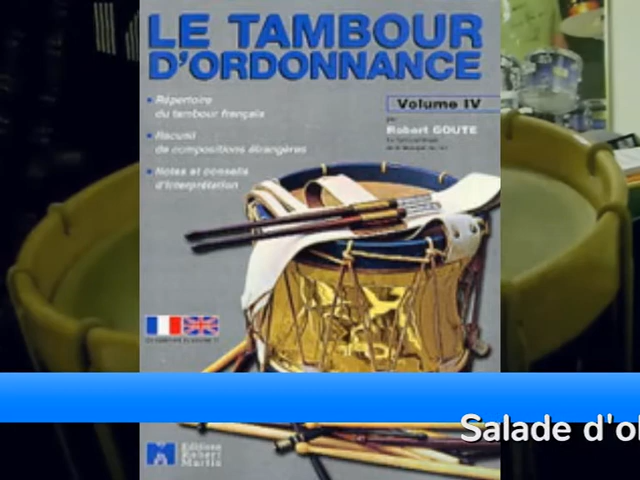 LE TAMBOUR
D'ORDONNANCE
Volume IV
• Répertoire
du tambour français
par
Robert GOUTE
• Recueil
de compositions étrangères
• Notes et conseils
d'interprétation
Editions
Robert
Martin
Salade d'o